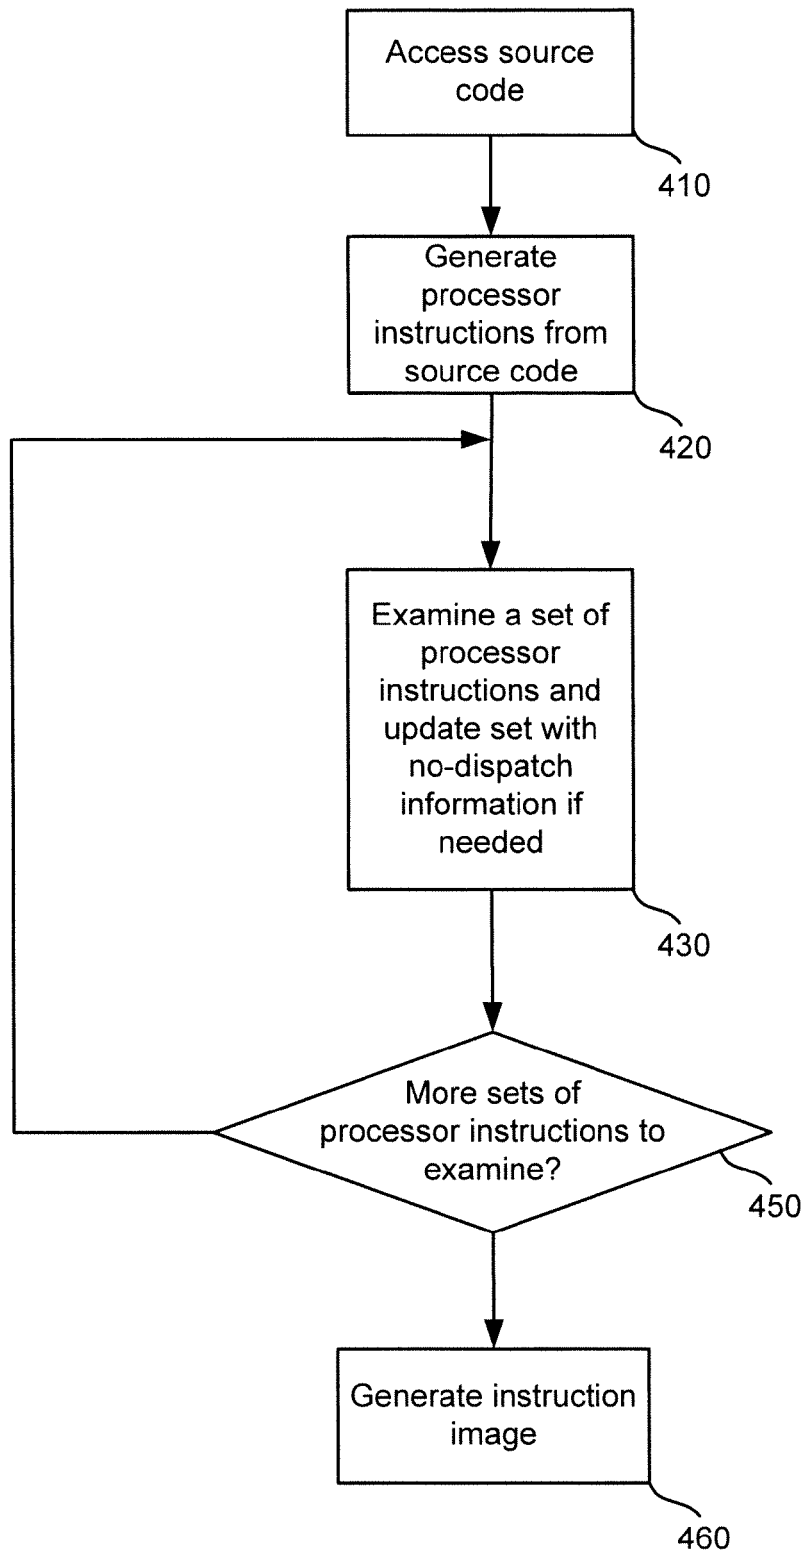 Access source
code
410
Generate
processor
instructions from
source code
420
Examine a set of
processor
instructions and
update set with
no-dispatch
information if
needed
430
More sets of
processor instructions to
examine?
450
Generate instruction
image
460